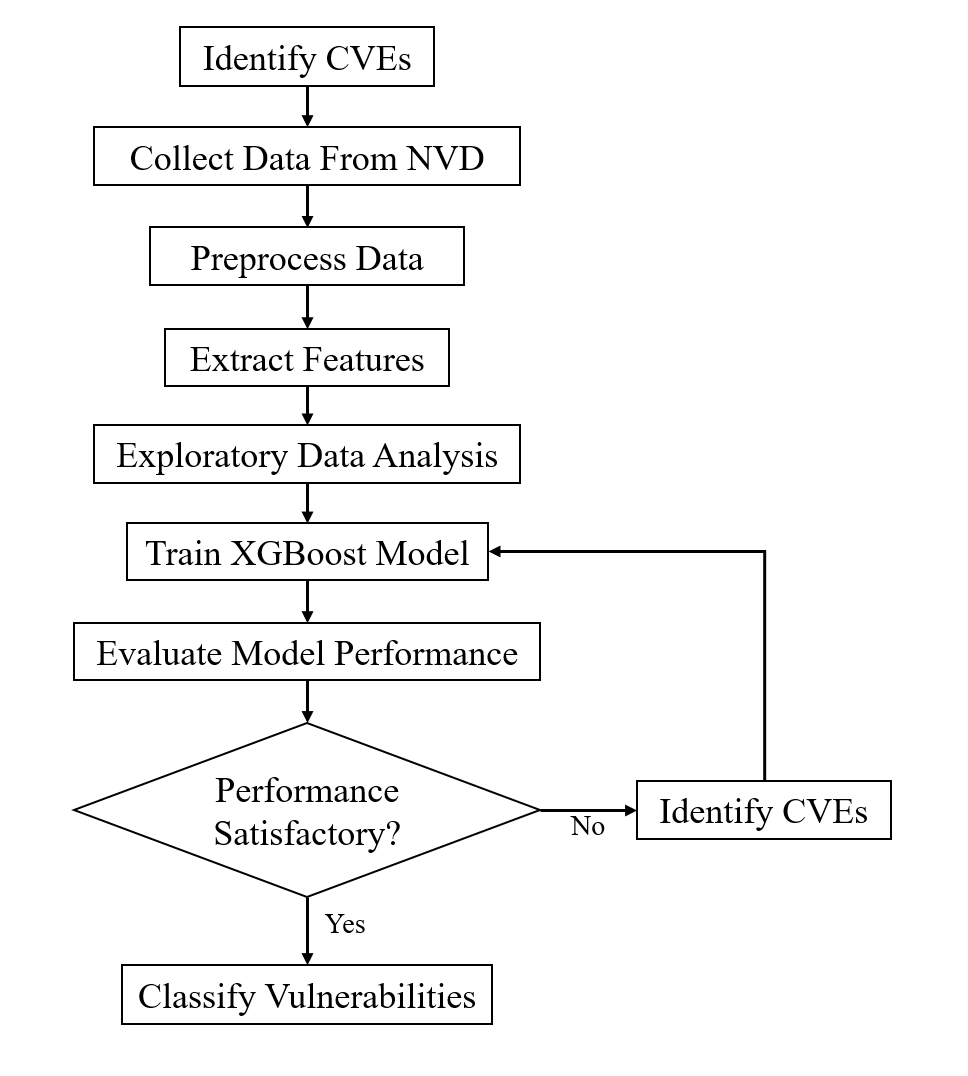 Identify CVEs
Collect Data From NVD
Preprocess Data
Extract Features
Exploratory Data Analysis
Train XGBoost Model
Evaluate Model Performance
Performance
Satisfactory?
No
Identify CVEs
Yes
Classify Vulnerabilities